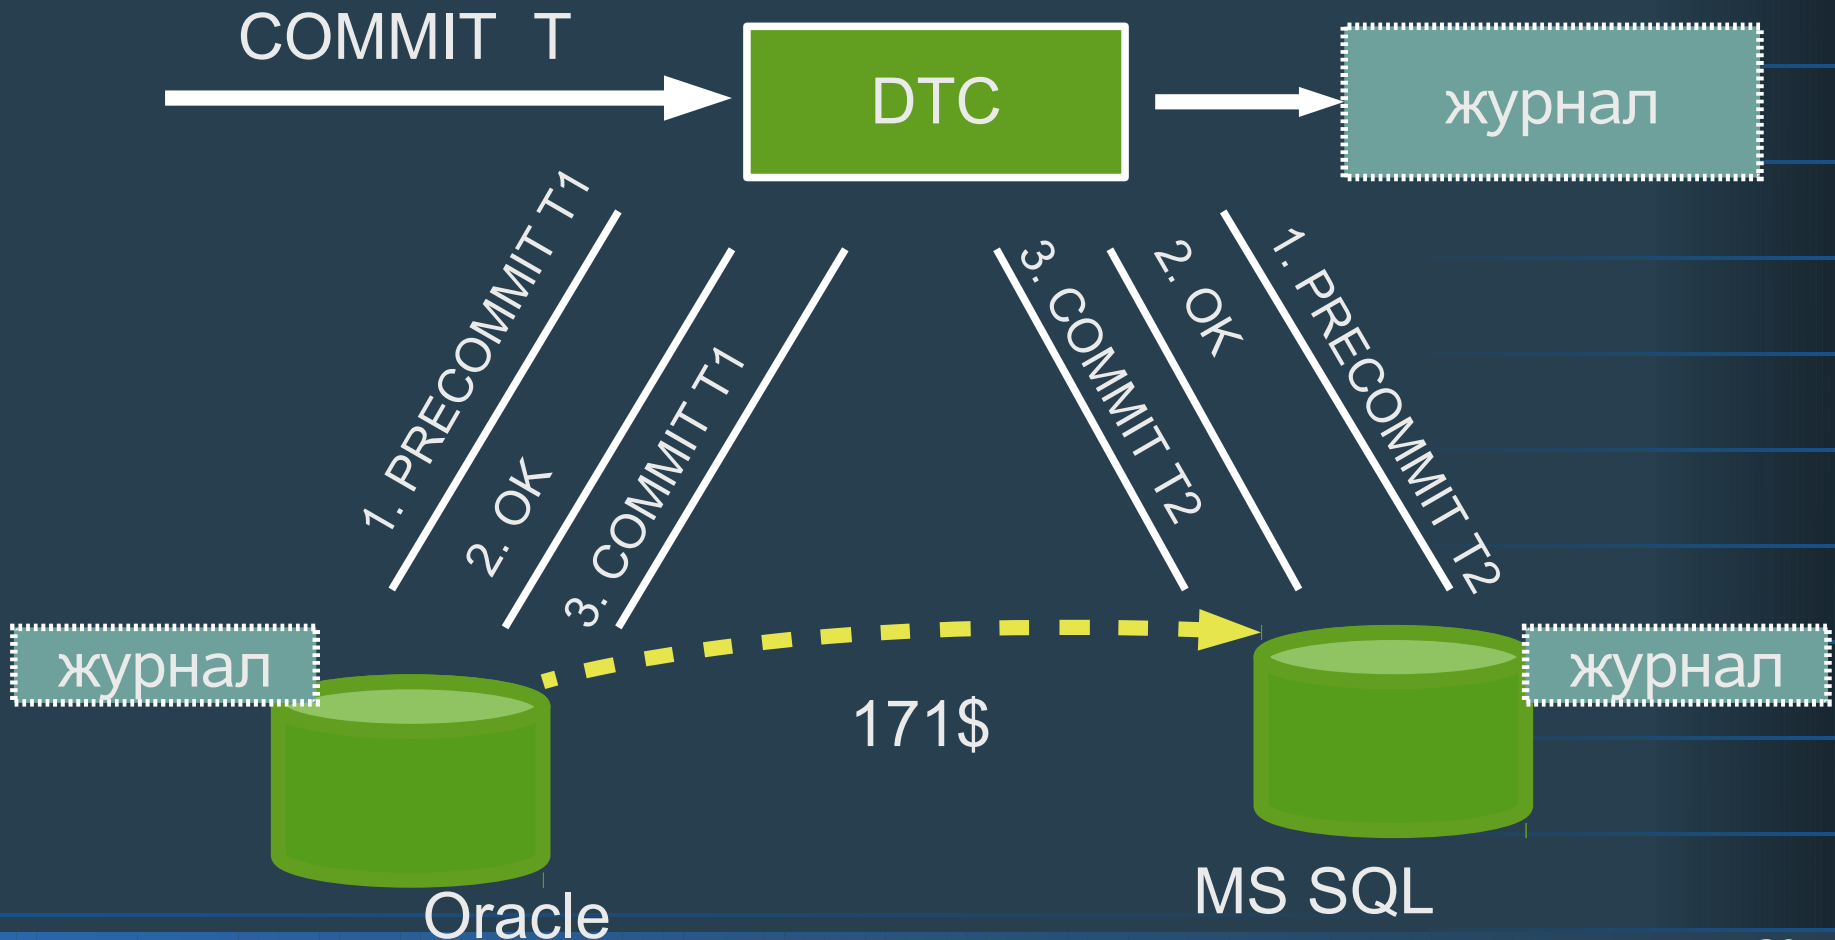 COMMIT T
DTC
журнал
1. PRECOMMIT T1
2. OK
3. COMMIT T1
3. COMMIT T2
2. OK
1. PRECOMMIT T2
журнал
журнал
171$
Oracle
MS SQL